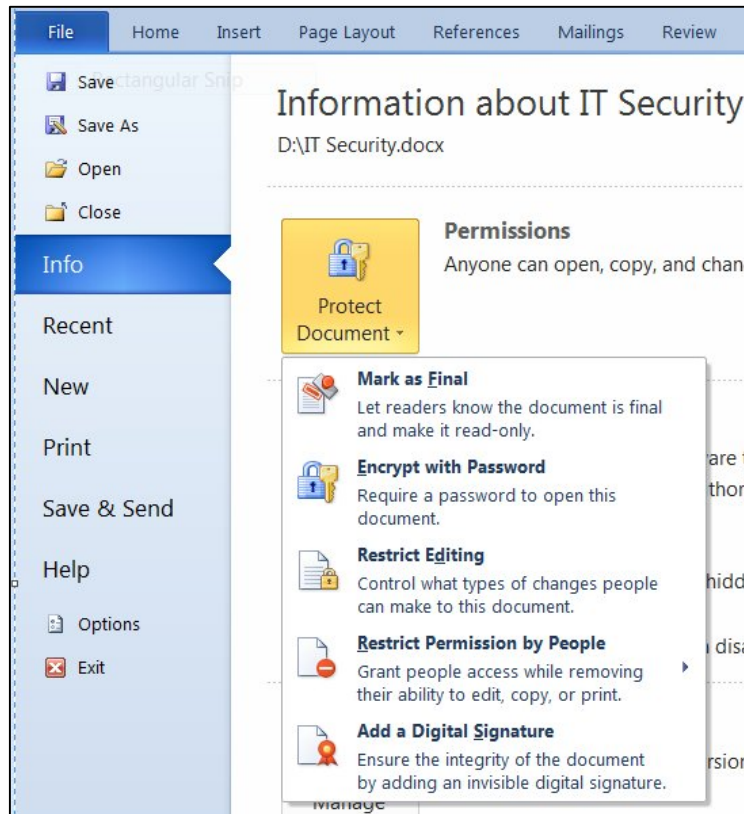 File Home Insert Page Layout References Mailings Review
Save Rectangular Snip
Save As
Open
Close
Info
Recent
New
Print
Save & Send
Help
Options
Exit
Information about IT Security
D:\IT Security.docx
Permissions
Anyone can open, copy, and chan
Protect
Document
Mark as Final
Let readers know the document is final
and make it read-only.
Encrypt with Password
Require a password to open this
document.
Restrict Editing
Control what types of changes people
can make to this document.
Restrict Permission by People
Grant people access while removing
their ability to edit, copy, or print.
Add a Digital Signature
Ensure the integrity of the document
by adding an invisible digital signature.
Manage